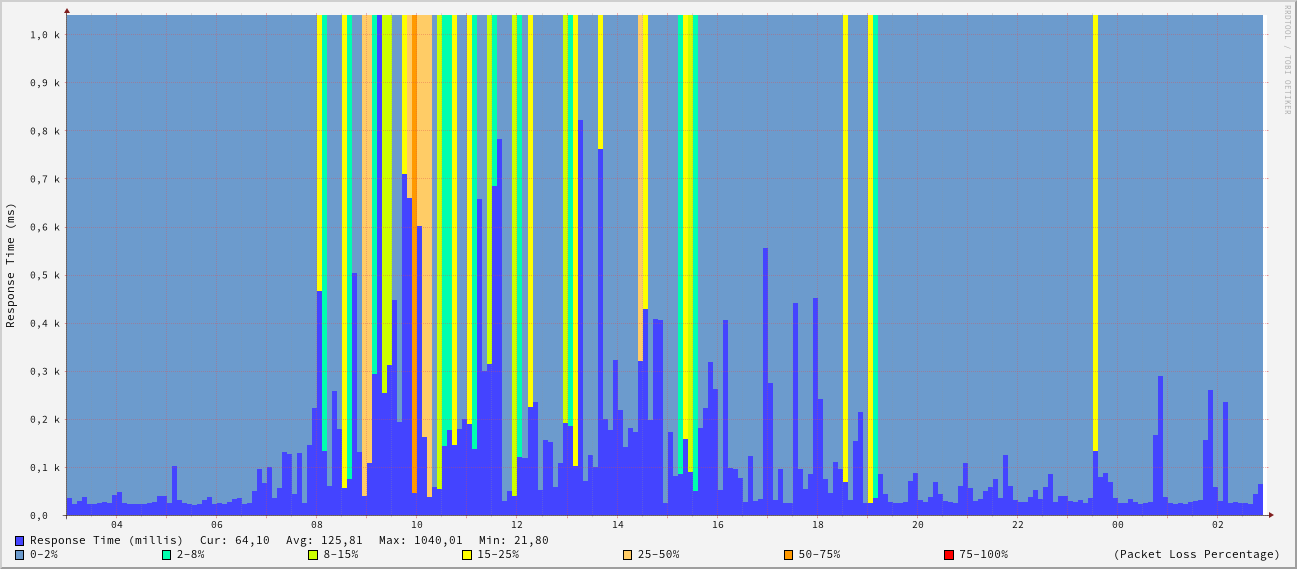 RRDTOOL / TOBI OETIKER
Response Time (ms)
1,0 k
0,9 k
0,8 k
0,7 k
0,6 k
0,5 k
0,4 k
0,3 k
0,2 k
0,1 k
0,0
04 06 08 10 12 14 16 18 20 22 00 02
Response Time (millis) Cur: 64,10 Avg: 125,81 Max: 1040,01 Min: 21,80
0-2% 2-8% 8-15% 15-25% 25-50% 50-75% 75-100% (Packet Loss Percentage)